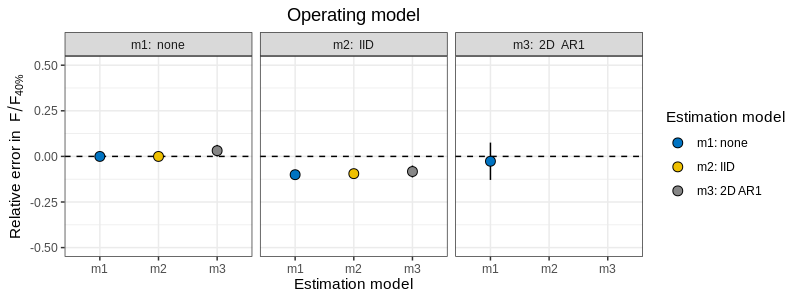 Operating model
m1: none
m2: IID
m3: 2D AR1
Relative error in F/F40%
0.50
0.25
0.00
-0.25
-0.50
m1 m2 m3
m1 m2 m3
m1 m2 m3
Estimation model
Estimation model
m1: none
m2: IID
m3: 2D AR1